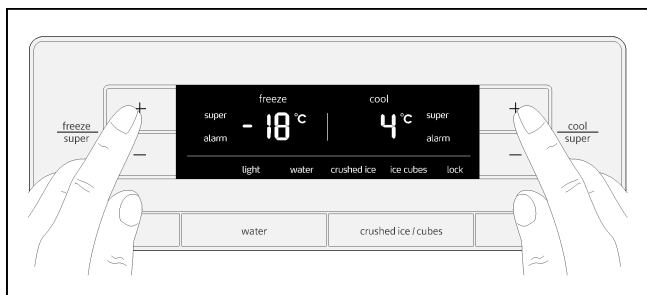 freeze cool
super -18 °C 4 °C super
alarm alarm
+ +
freeze
super
cool
super
- -
light water crushed ice ice cubes lock
water crushed ice / cubes